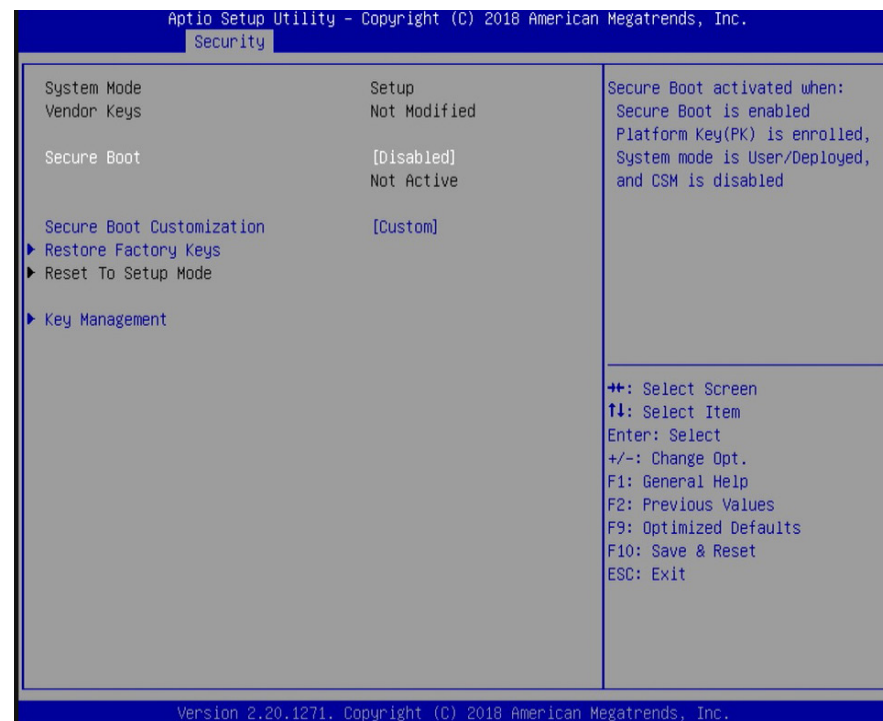 Aptio Setup Utility – Copyright (C) 2018 American Megatrends, Inc.
Security
System Mode Setup
Vendor Keys Not Modified
Secure Boot [Disabled]
Not Active
Secure Boot Customization [Custom]
Restore Factory Keys
Reset To Setup Mode
Key Management
Secure Boot activated when:
Secure Boot is enabled
Platform Key(PK) is enrolled,
System mode is User/Deployed,
and CSM is disabled
→←: Select Screen
↑↓: Select Item
Enter: Select
+/-: Change Opt.
F1: General Help
F2: Previous Values
F9: Optimized Defaults
F10: Save & Reset
ESC: Exit
Version 2.20.1271. Copyright (C) 2018 American Megatrends, Inc.